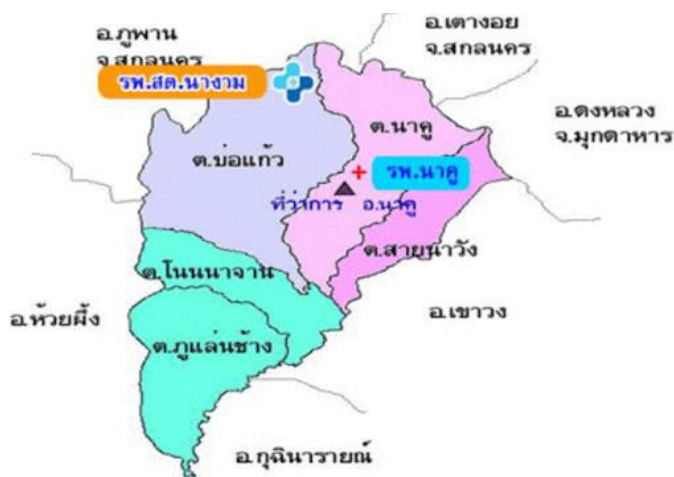 อ.ภูพาน
จ.สกลนคร
อ.เต่างอย
จ.สกลนคร
รพ.สต.นางาม
อ.ดงหลวง
จ.มุกดาหาร
ต.นาคู
ต.บ่อแก้ว
รพ.นาคู
ที่ว่าการ อ.นาคู
ต.สายนาวัง
ต.โนนนาจาน
อ.ห้วยผึ้ง
อ.เขาวง
ต.ภูแล่นช้าง
อ.กุฉินารายณ์